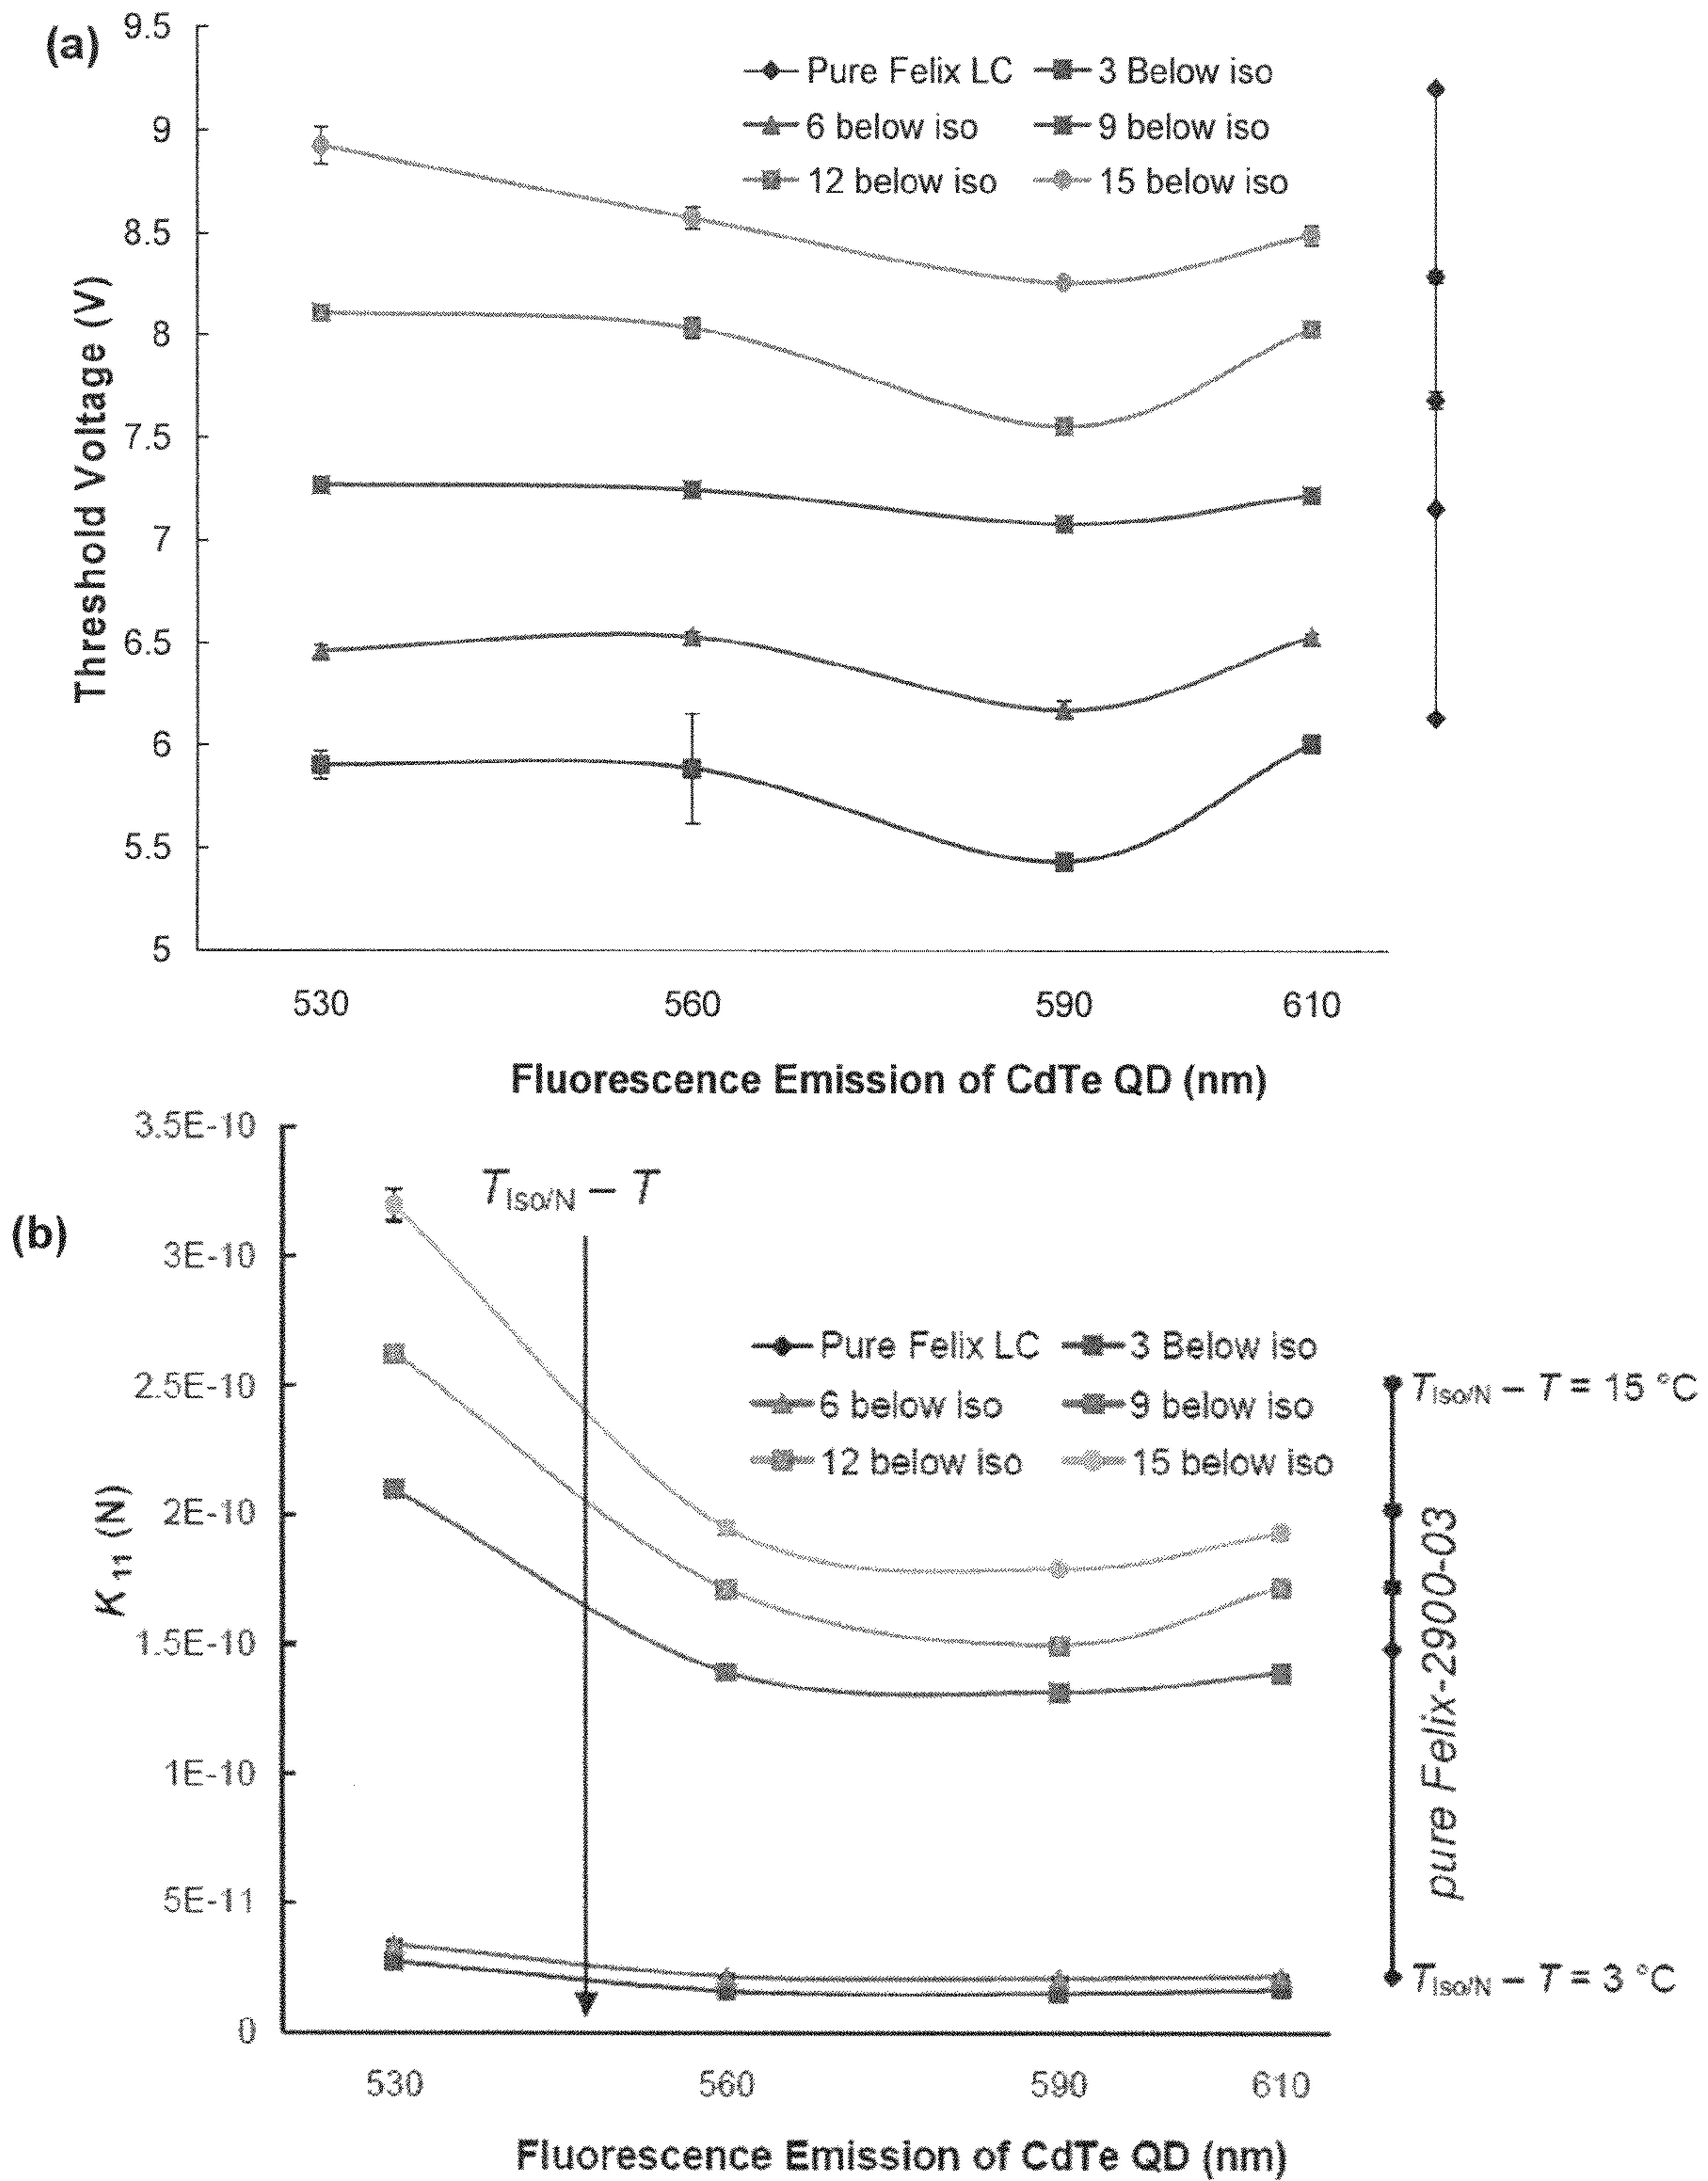 (a)
9.5
9
8.5
8
7.5
7
6.5
6
5.5
5
Threshold Voltage (V)
Pure Felix LC 3 Below iso
6 below iso 9 below iso
12 below iso 15 below iso
530 560 590 610
Fluorescence Emission of CdTe QD (nm)
(b)
3.5E-10
3E-10
2.5E-10
2E-10
1.5E-10
1E-10
5E-11
0
K11 (N)
TIso/N – T
Pure Felix LC 3 Below iso
6 below iso 9 below iso
12 below iso 15 below iso
TIso/N – T = 15 °C
pure Felix-2900-03
TIso/N – T = 3 °C
530 560 590 610
Fluorescence Emission of CdTe QD (nm)